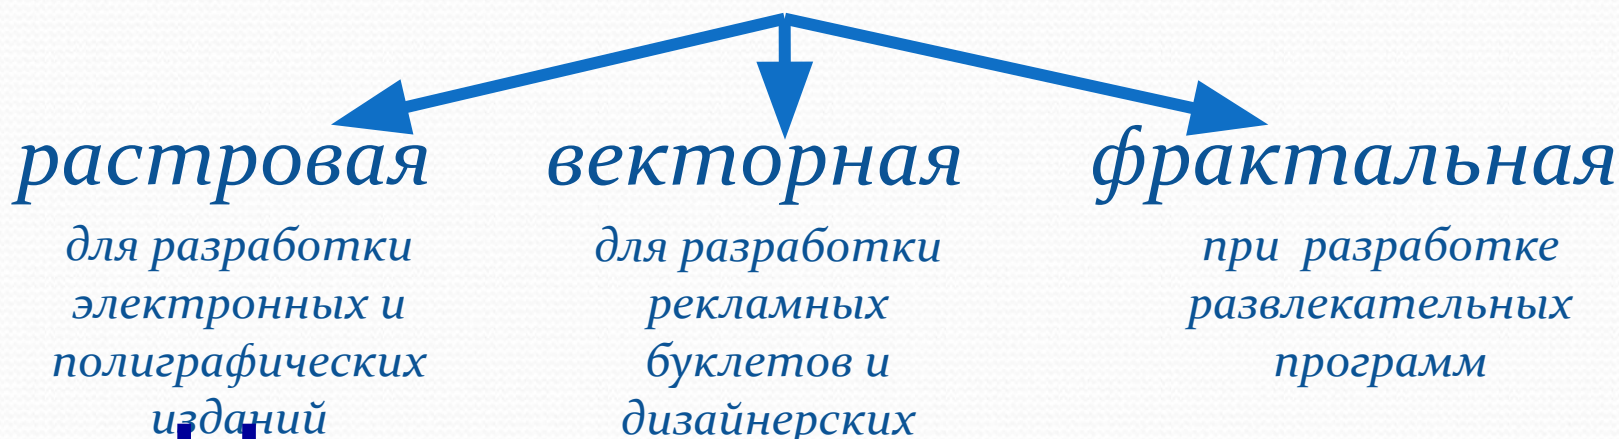 растровая
для разработки
электронных и
полиграфических
изданий
векторная
для разработки
рекламных
буклетов и
дизайнерских
фрактальная
при разработке
развлекательных
программ